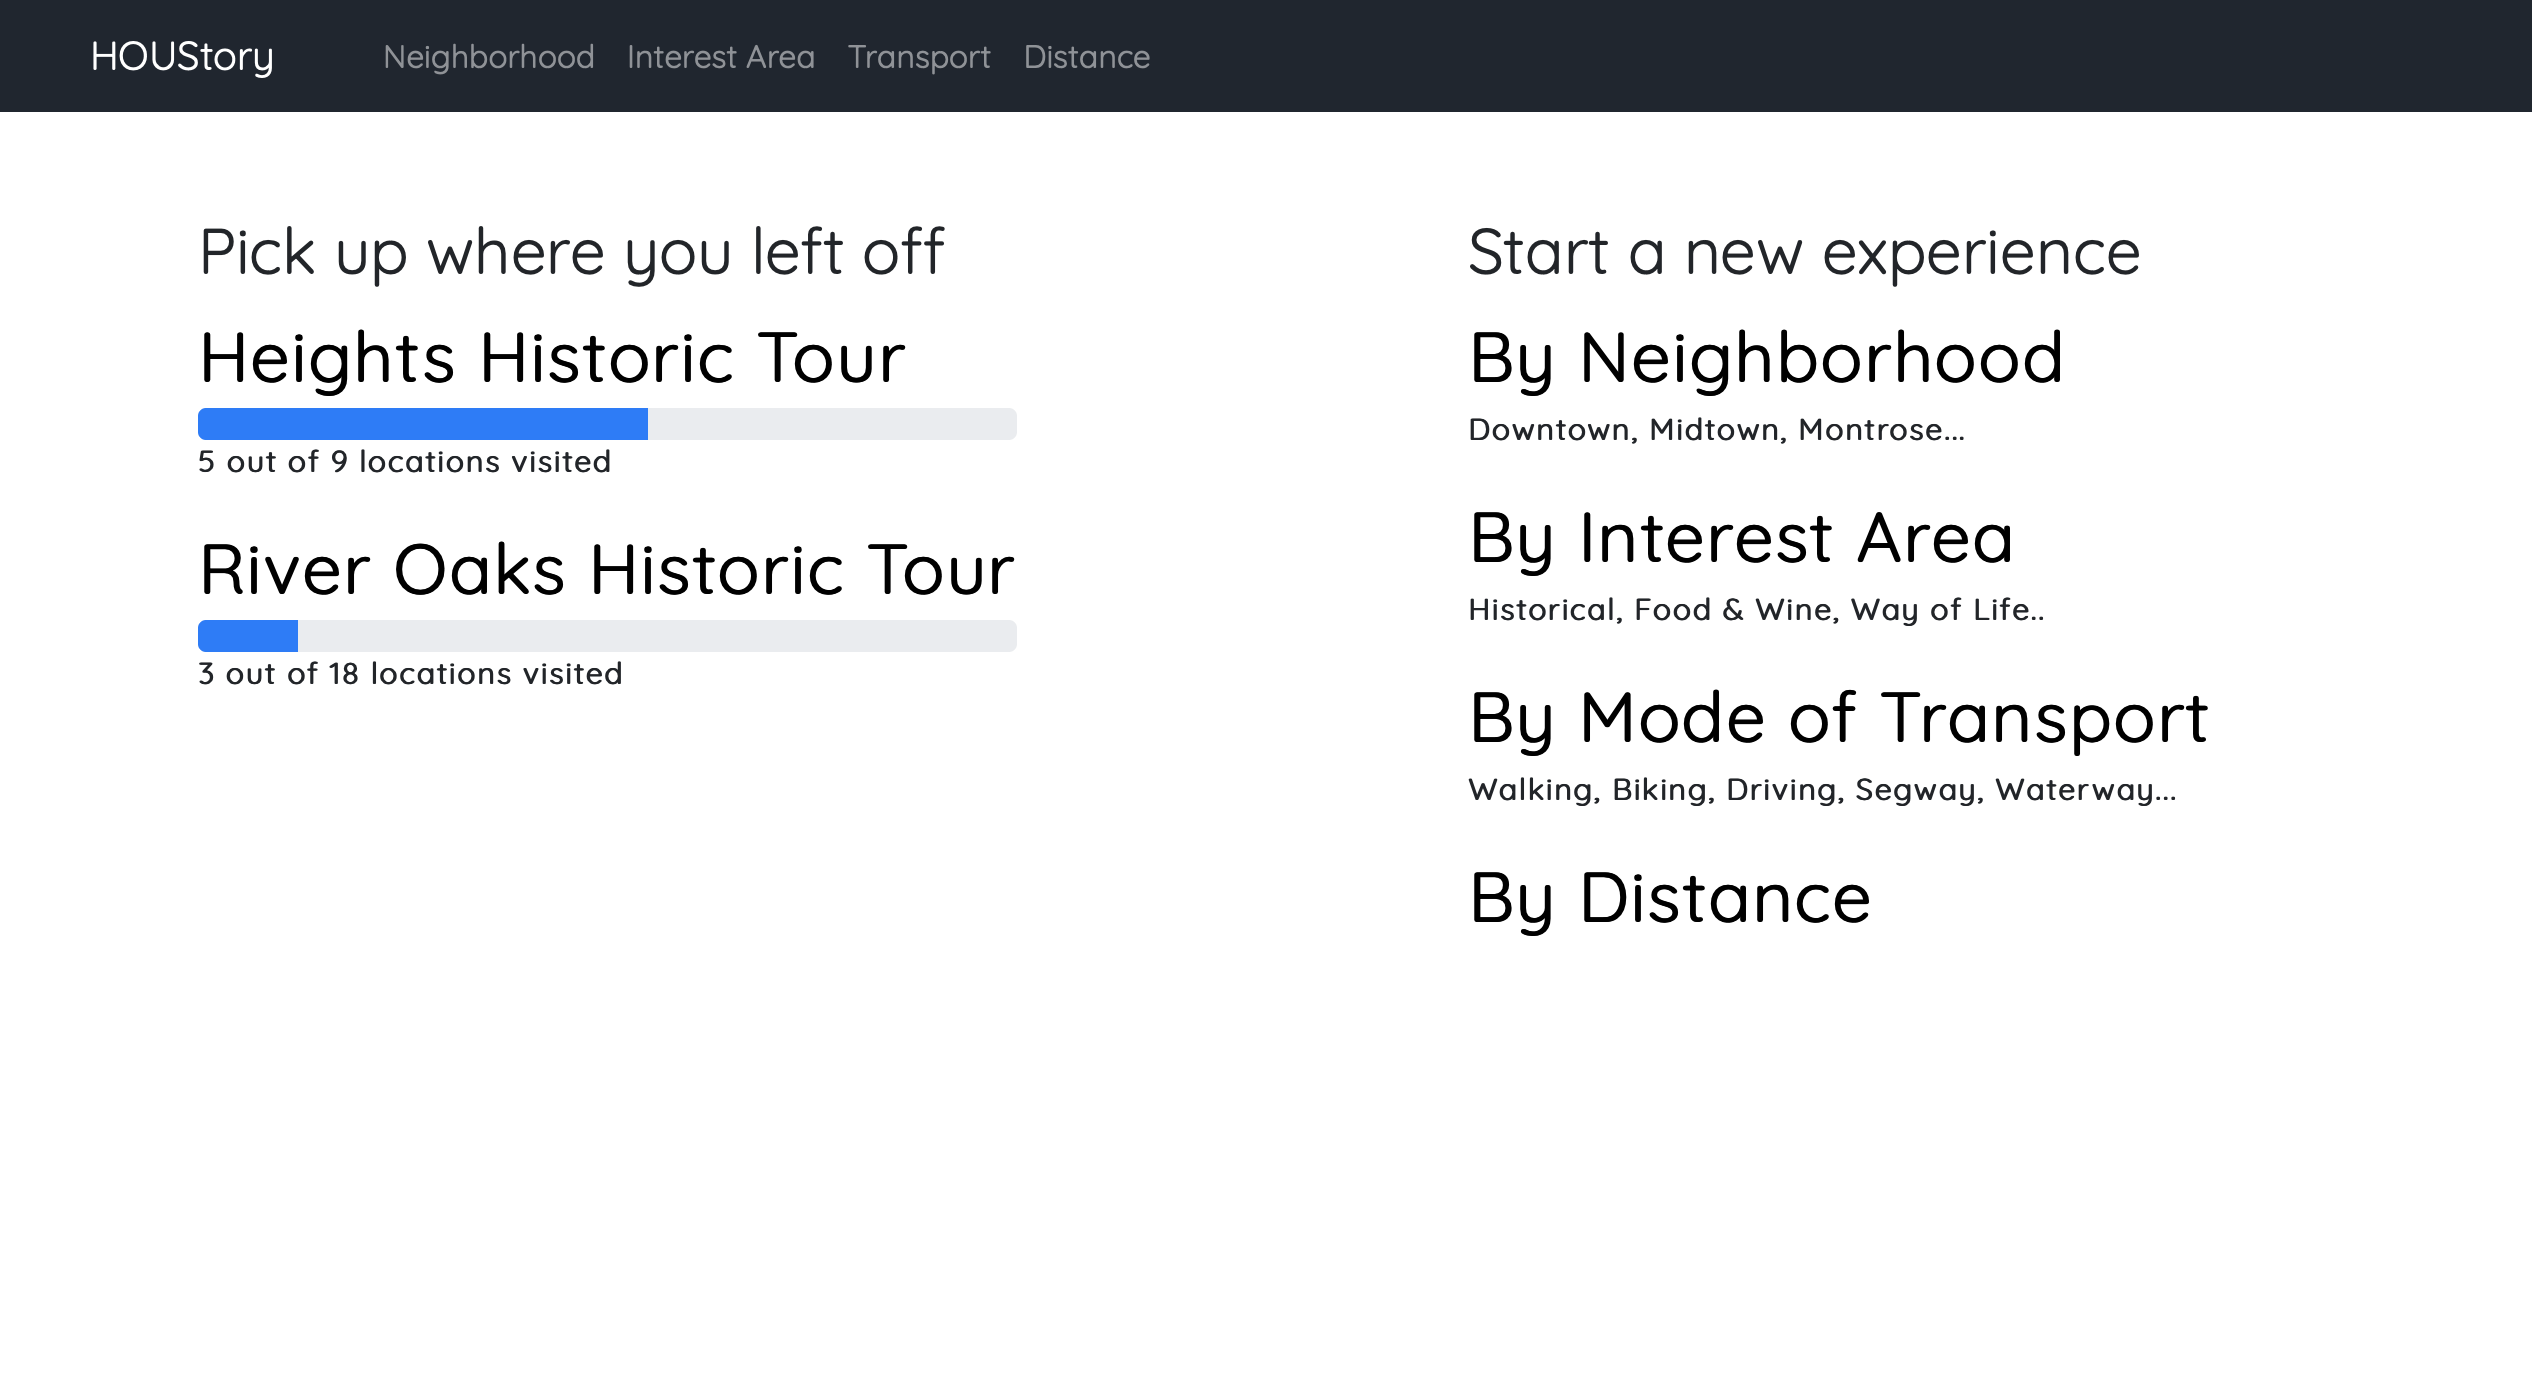 HOUStory Neighborhood Interest Area Transport Distance
Pick up where you left off
Heights Historic Tour
5 out of 9 locations visited
River Oaks Historic Tour
3 out of 18 locations visited
Start a new experience
By Neighborhood
Downtown, Midtown, Montrose...
By Interest Area
Historical, Food & Wine, Way of Life..
By Mode of Transport
Walking, Biking, Driving, Segway, Waterway...
By Distance